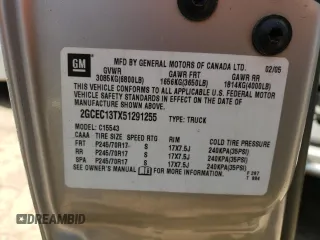 GM
MFD BY GENERAL MOTORS OF CANADA LTD. 02/05
GVWR GAWR FRT GAWR RR
3085KG(6800LB) 1656KG(3650LB) 1814KG(4000LB)
THIS VEHICLE CONFORMS TO ALL APPLICABLE U.S. FEDERAL MOTOR
VEHICLE SAFETY STANDARDS IN EFFECT ON THE DATE OF
MANUFACTURE SHOWN ABOVE.
2GCEC13TX51291255 TYPE: TRUCK
MODEL: C15543
CAAA TIRE SIZE SPEED RTG RIM COLD TIRE PRESSURE
FRT P245/70R17 S 17X7.5J 240KPA(35PSI)
RR P245/70R17 S 17X7.5J 240KPA(35PSI)
SPA P245/70R17 S 17X7.5J 240KPA(35PSI)
SEE OWNER'S MANUAL FOR MORE INFORMATION.
DREAMBID